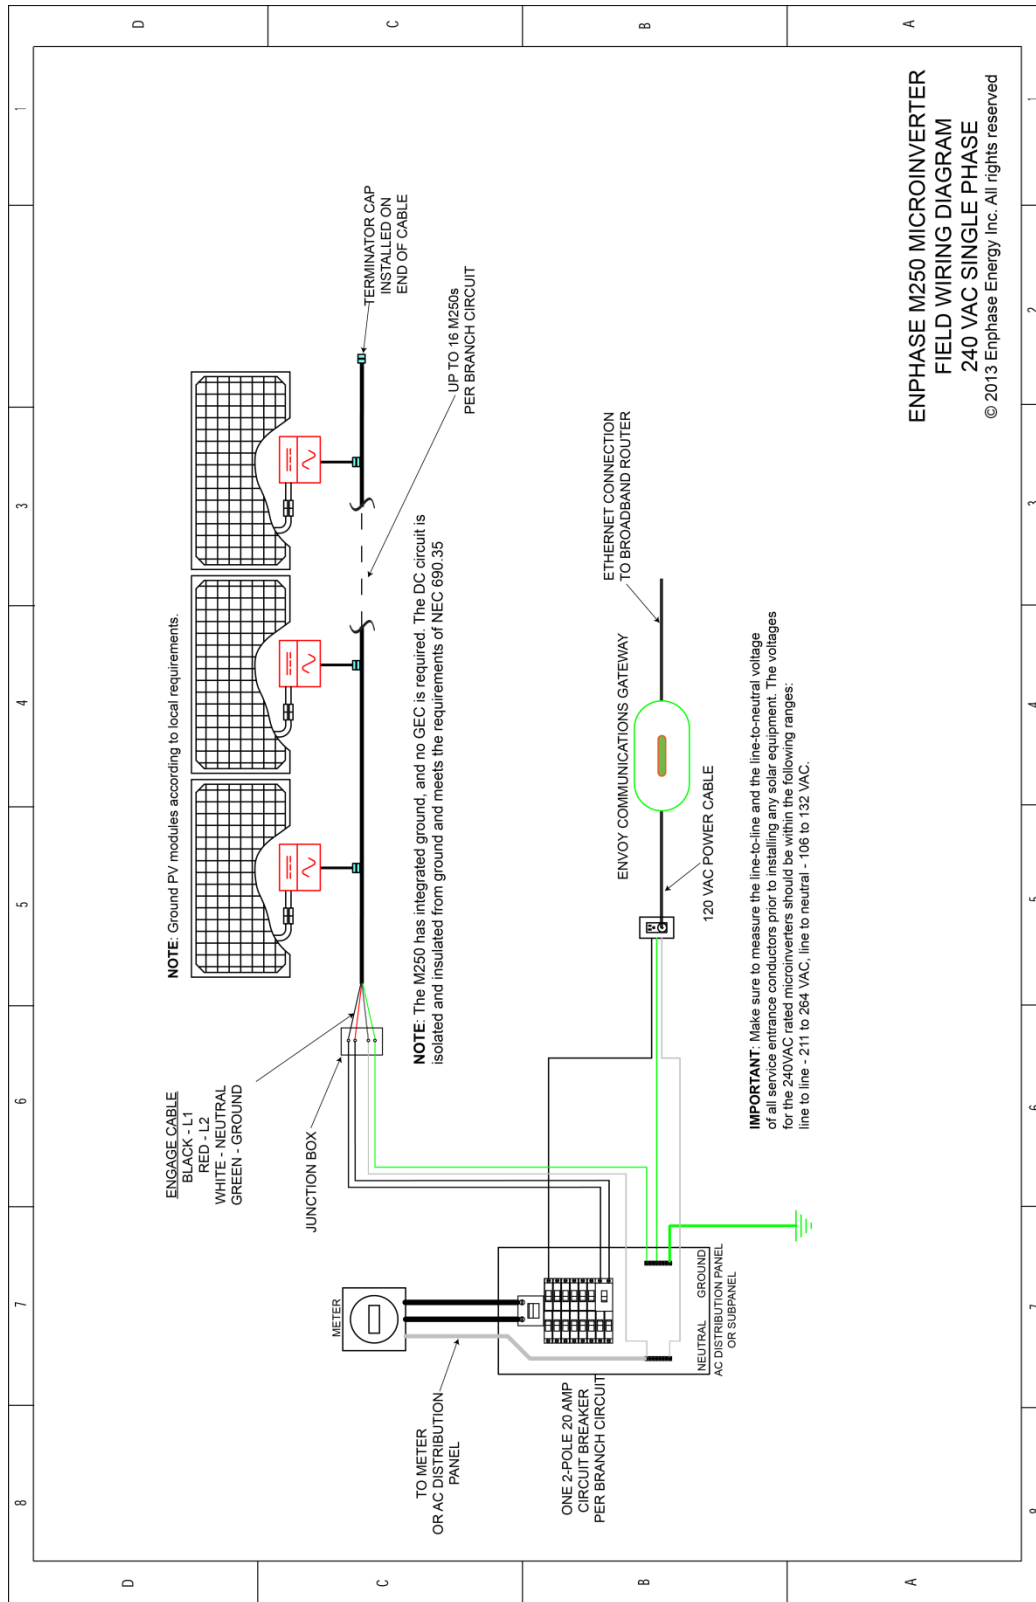 8
7
6
5
4
3
2
1
D
D
C
C
B
B
A
A
8
7
6
5
4
3
2
1
NOTE: Ground PV modules according to local requirements.
ENGAGE CABLE
BLACK - L1
RED - L2
WHITE - NEUTRAL
GREEN - GROUND
JUNCTION BOX
TERMINATOR CAP
INSTALLED ON
END OF CABLE
UP TO 16 M250s
PER BRANCH CIRCUIT
NOTE: The M250 has integrated ground, and no GEC is required. The DC circuit is
isolated and insulated from ground and meets the requirements of NEC 690.35
METER
TO METER
OR AC DISTRIBUTION
PANEL
ONE 2-POLE 20 AMP
CIRCUIT BREAKER
PER BRANCH CIRCUIT
NEUTRAL
GROUND
AC DISTRIBUTION PANEL
OR SUBPANEL
ENVOY COMMUNICATIONS GATEWAY
ETHERNET CONNECTION
TO BROADBAND ROUTER
120 VAC POWER CABLE
IMPORTANT: Make sure to measure the line-to-line and the line-to-neutral voltage
of all service entrance conductors prior to installing any solar equipment. The voltages
for the 240VAC rated microinverters should be within the following ranges:
line to line - 211 to 264 VAC, line to neutral - 106 to 132 VAC.
ENPHASE M250 MICROINVERTER
FIELD WIRING DIAGRAM
240 VAC SINGLE PHASE
© 2013 Enphase Energy Inc. All rights reserved